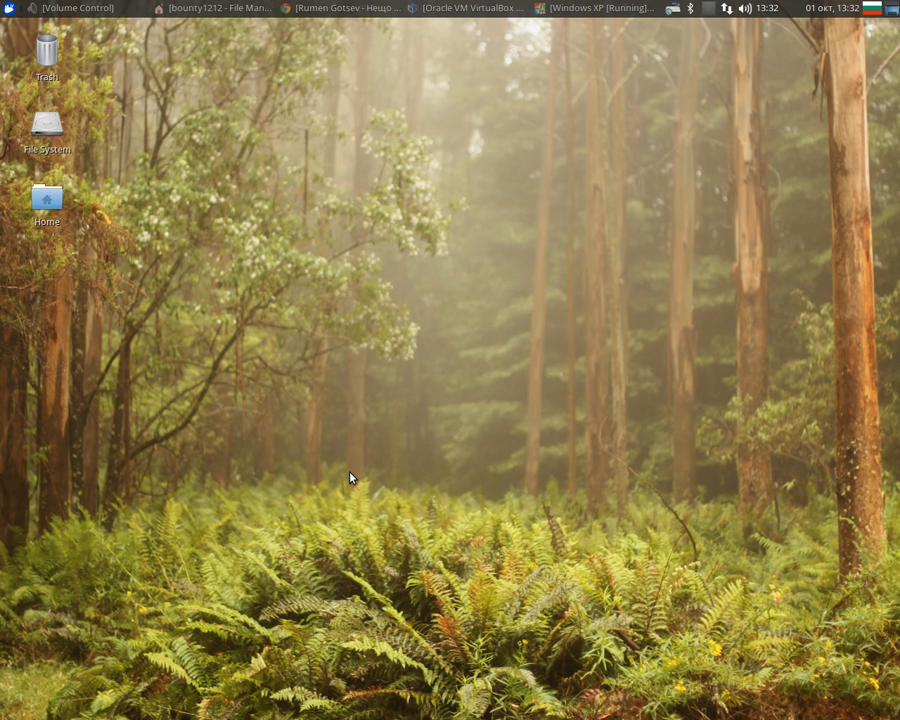 [Volume Control]
[bounty1212 - File Man...
[Rumen Gotsev - Нещо ...
[Oracle VM VirtualBox ...
[Windows XP [Running]...
13:32
01 окт, 13:32
Trash
File System
Home